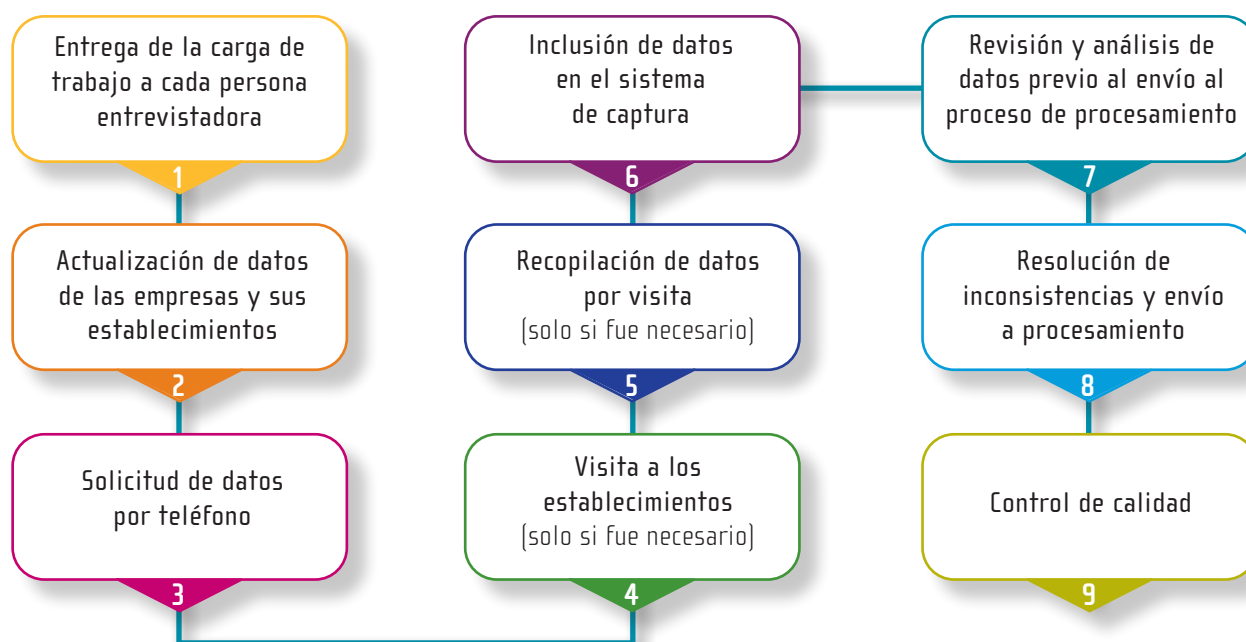 Entrega de la carga de
trabajo a cada persona
entrevistadora
1
Actualización de datos
de las empresas y sus
establecimientos
2
Solicitud de datos
por teléfono
3
Visita a los
establecimientos
(solo si fue necesario)
4
Recopilación de datos
por visita
(solo si fue necesario)
5
Inclusión de datos
en el sistema
de captura
6
Revisión y análisis de
datos previo al envío al
proceso de procesamiento
7
Resolución de
inconsistencias y envío
a procesamiento
8
Control de calidad
9